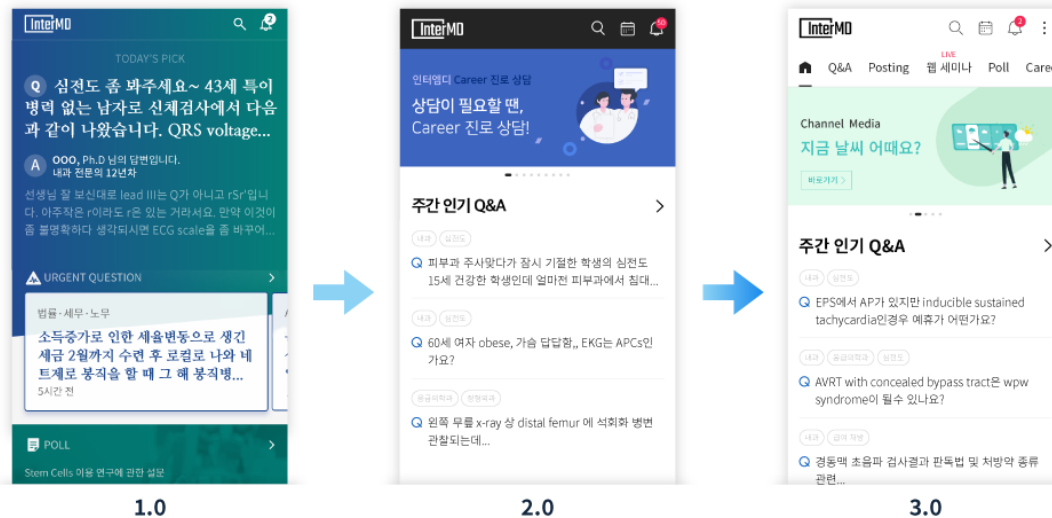 InterMD
2
TODAY'S PICK
Q 심전도 좀 봐주세요~ 43세 특이
병력 없는 남자로 신체검사에서 다음
과 같이 나왔습니다. QRS voltage...
A OOO, Ph.D 님의 답변입니다.
내과 전문의 12년차
선생님 잘 보신대로 lead III는 Q가 아니고 rSr'입니
다. 아주작은 r이라도 r은 있는 거라서요. 만약 이것이
좀 불명확하다 생각되시면 ECG scale을 좀 바꾸어...
URGENT QUESTION
법률·세무·노무
소득증가로 인한 세율변동으로 생긴
세금 2월까지 수련 후 로컬로 나와 네
트제로 봉직을 할 때 그 해 봉직병...
5시간 전
POLL
Stem Cells 이용 연구에 관한 설문
1.0
InterMD
50
인터엠디 Career 진로 상담
상담이 필요할 땐,
Career 진로 상담!
주간 인기 Q&A
내과 심전도
Q 피부과 주사맞다가 잠시 기절한 학생의 심전도
15세 건강한 학생인데 얼마전 피부과에서 침대...
내과 심전도
Q 60세 여자 obese, 가슴 답답함,, EKG는 APCs인
가요?
응급의학과 정형외과
Q 왼쪽 무릎 x-ray 상 distal femur 에 석회화 병변
관찰되는데...
2.0
InterMD
2
LIVE
Q&A Posting 웹 세미나 Poll Caree
Channel Media
지금 날씨 어때요?
바로가기 >
주간 인기 Q&A
내과 심전도
Q EPS에서 AP가 있지만 inducible sustained
tachycardia인경우 예휴가 어떤가요?
내과 응급의학과 심전도
Q AVRT with concealed bypass tract은 wpw
syndrome이 될수 있나요?
내과 급여 처방
Q 경동맥 초음파 검사결과 판독법 및 처방약 종류
관련...
3.0